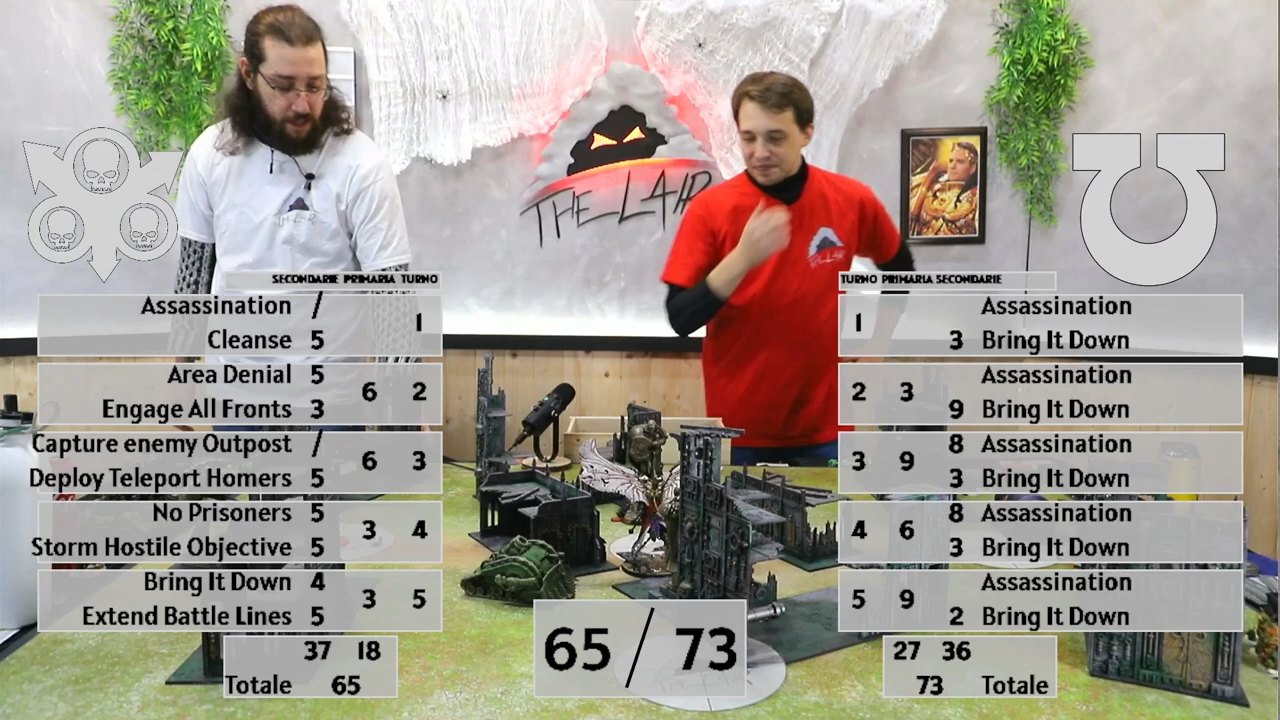 THE LAIR
SECONDARIE PRIMARIA TURNO
Assassination /
1
Cleanse 5
Area Denial 5
6 2
Engage All Fronts 3
Capture enemy Outpost /
6 3
Deploy Teleport Homers 5
No Prisoners 5
3 4
Storm Hostile Objective 5
Bring It Down 4
3 5
Extend Battle Lines 5
37 18
Totale 65
65 / 73
TURNO PRIMARIA SECONDARIE
Assassination
1
3 Bring It Down
Assassination
2 3
9 Bring It Down
8 Assassination
3 9
3 Bring It Down
8 Assassination
4 6
3 Bring It Down
Assassination
5 9
2 Bring It Down
27 36
73 Totale